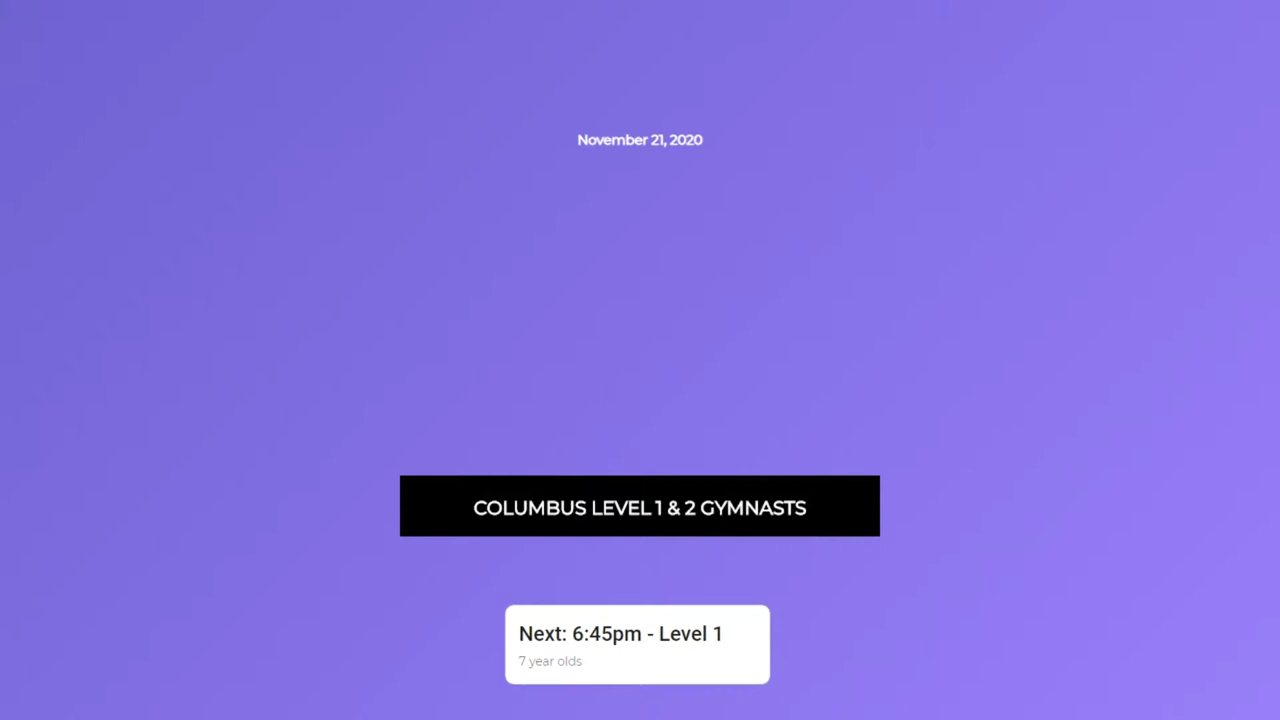 November 21, 2020
COLUMBUS LEVEL 1 & 2 GYMNASTS
Next: 6:45pm - Level 1
7 year olds